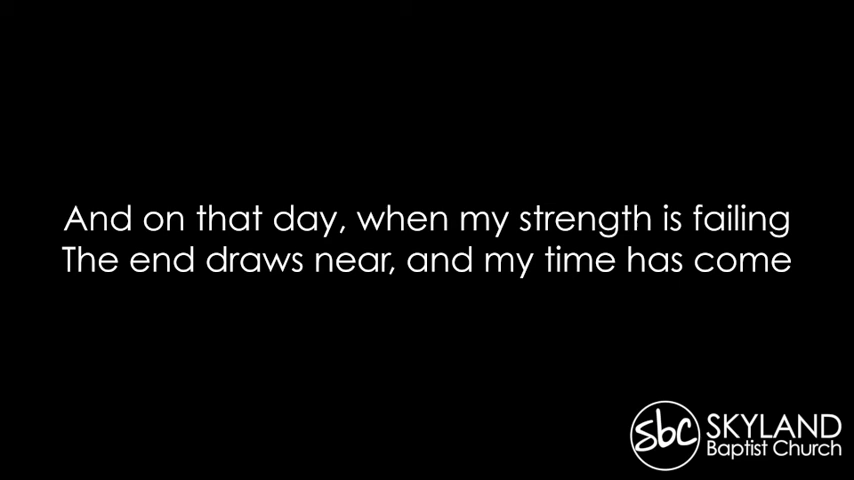 And on that day, when my strength is failing
The end draws near, and my time has come
sbc SKYLAND
Baptist Church